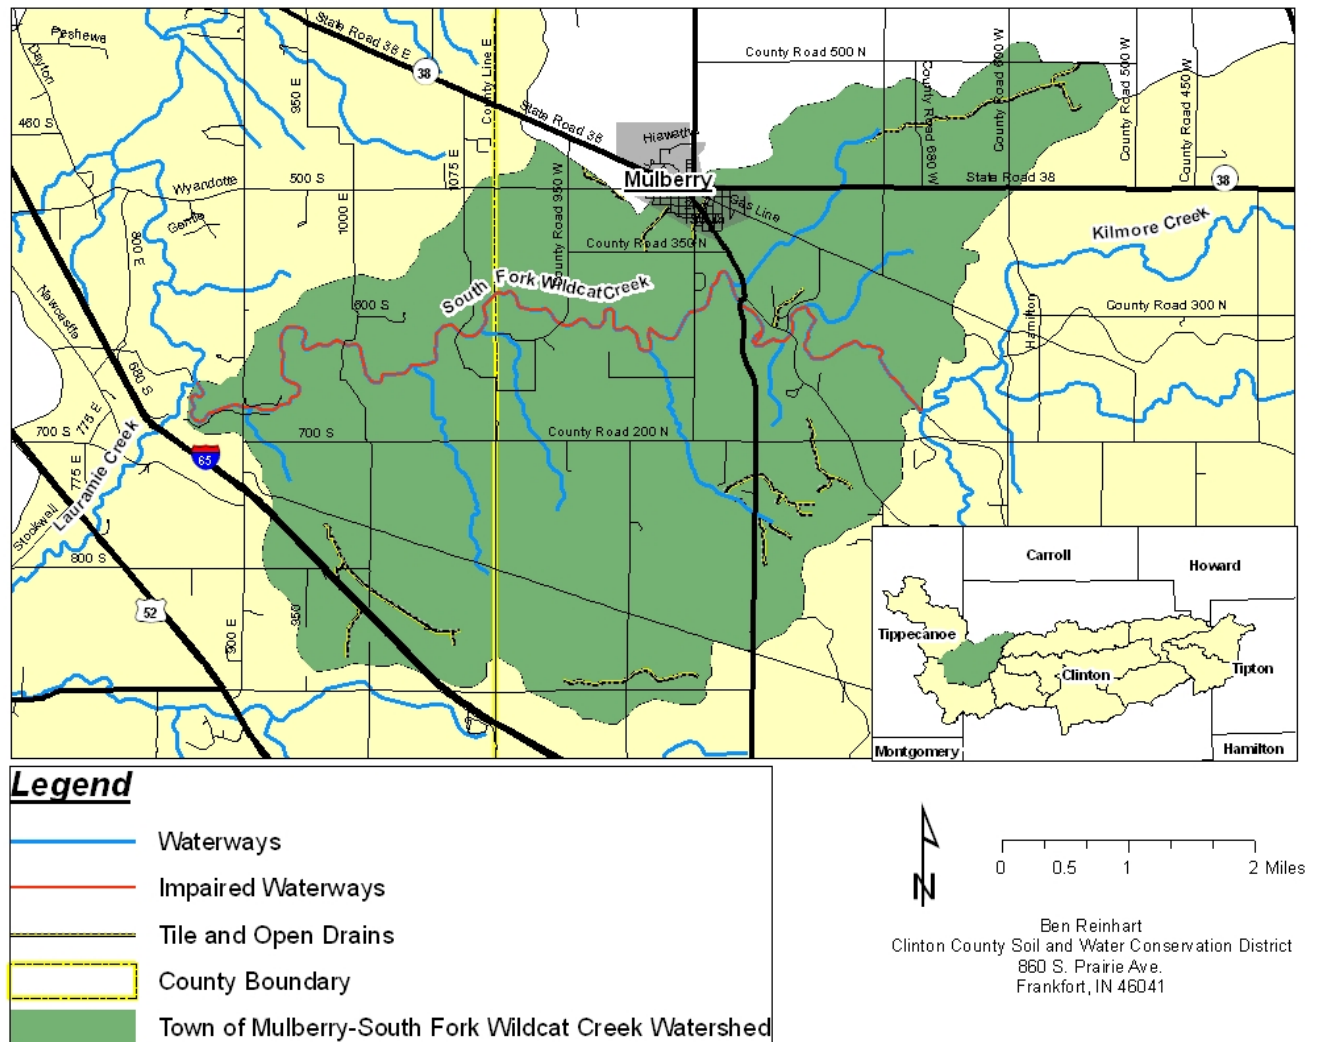 Peshewa
Dayton
State Road 38 E
38
County Line E
950 E
460 S
State Road 38
Hiawatha
County Road 500 N
County Road 600 W
County Road 500 W
County Road 450 W
County Road 680 W
1075 E
Wyandotte
500 S
Mulberry
State Road 38
38
Gentle
1000 E
County Road 950 W
Gas Line
800 E
County Road 350 N
Kilmore Creek
South Fork Wildcat Creek
Newcastle
600 S
Hamilton
County Road 300 N
680 S
775 E
700 S
700 S
County Road 200 N
65
775 E
Lauramie Creek
Stockwell
800 S
52
900 E
950
Carroll
Howard
Tippecanoe
Clinton
Tipton
Montgomery
Hamilton
Legend
Waterways
Impaired Waterways
Tile and Open Drains
County Boundary
Town of Mulberry-South Fork Wildcat Creek Watershed
N
0 0.5 1 2 Miles
Ben Reinhart
Clinton County Soil and Water Conservation District
860 S. Prairie Ave.
Frankfort, IN 46041